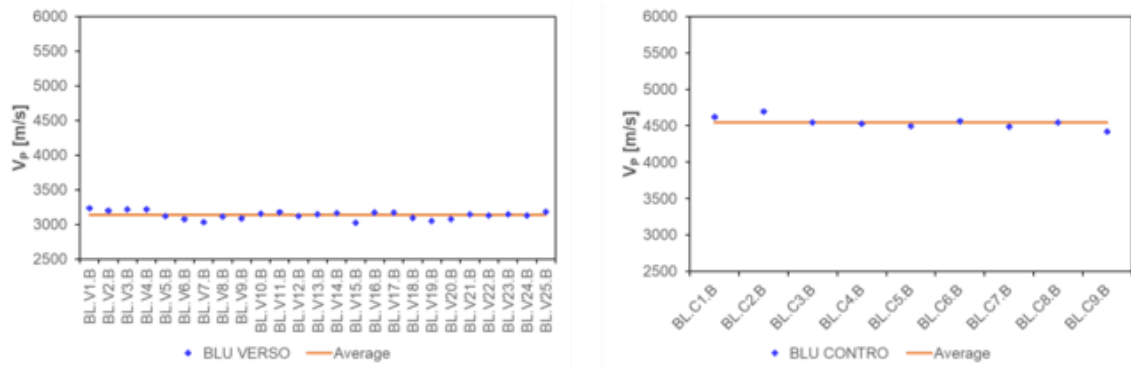 6000
5500
5000
4500
4000
3500
3000
2500
V_P [m/s]
BL.V1.B
BL.V2.B
BL.V3.B
BL.V4.B
BL.V5.B
BL.V6.B
BL.V7.B
BL.V8.B
BL.V9.B
BL.V10.B
BL.V11.B
BL.V12.B
BL.V13.B
BL.V14.B
BL.V15.B
BL.V16.B
BL.V17.B
BL.V18.B
BL.V19.B
BL.V20.B
BL.V21.B
BL.V22.B
BL.V23.B
BL.V24.B
BL.V25.B
BLU VERSO Average
6000
5500
5000
4500
4000
3500
3000
2500
V_P [m/s]
BL.C1.B
BL.C2.B
BL.C3.B
BL.C4.B
BL.C5.B
BL.C6.B
BL.C7.B
BL.C8.B
BL.C9.B
BLU CONTRO Average